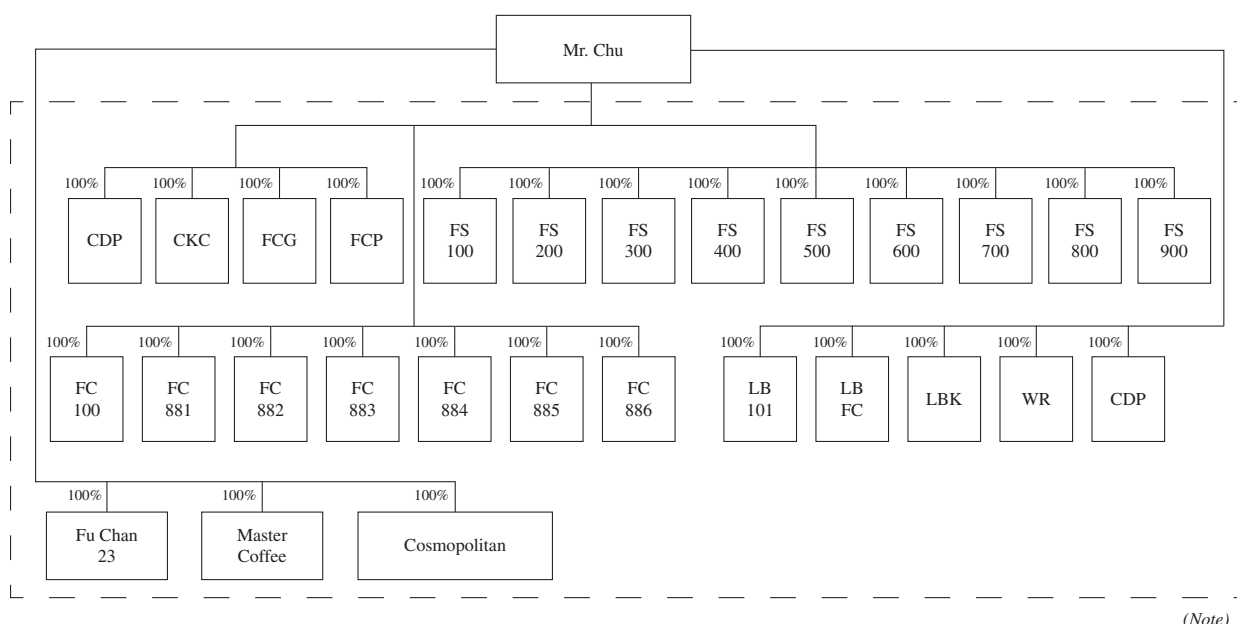 Mr. Chu
100% 100% 100% 100% 100% 100% 100% 100% 100% 100% 100% 100% 100%
CDP CKC FCG FCP
FS FS FS FS FS FS FS FS FS
100 200 300 400 500 600 700 800 900
100% 100% 100% 100% 100% 100% 100% 100% 100% 100% 100% 100%
FC FC FC FC FC FC FC LB LB
LBK WR CDP
100 881 882 883 884 885 886 101 FC
100% 100% 100%
Fu Chan Master
Cosmopolitan
23 Coffee
(Note)